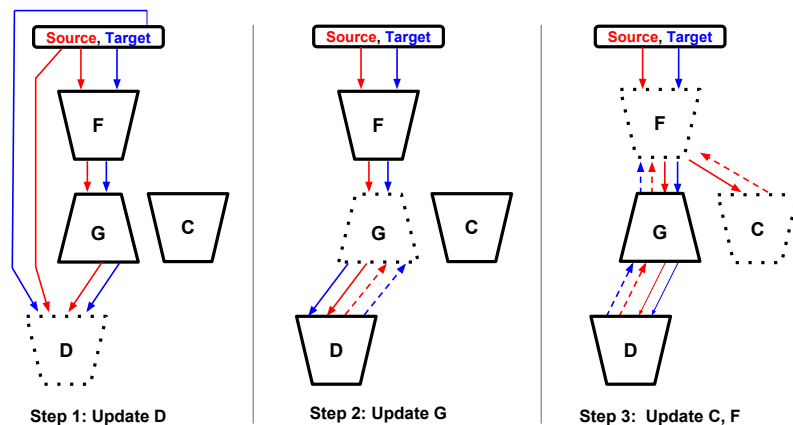 Source, Target
F
G
C
D
Step 1: Update D
Source, Target
F
G
C
D
Step 2: Update G
Source, Target
F
C
G
D
Step 3: Update C, F